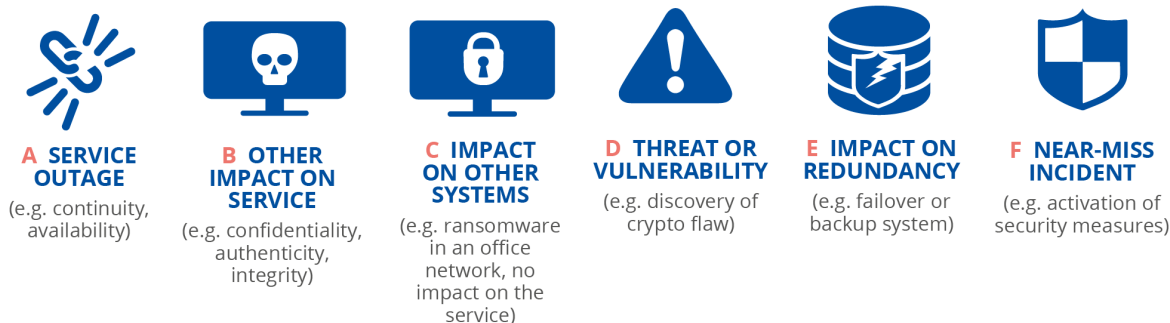 A SERVICE
OUTAGE
(e.g. continuity,
availability)
B OTHER
IMPACT ON
SERVICE
(e.g. confidentiality,
authenticity,
integrity)
C IMPACT
ON OTHER
SYSTEMS
(e.g. ransomware
in an office
network, no
impact on the
service)
D THREAT OR
VULNERABILITY
(e.g. discovery of
crypto flaw)
E IMPACT ON
REDUNDANCY
(e.g. failover or
backup system)
F NEAR-MISS
INCIDENT
(e.g. activation of
security measures)